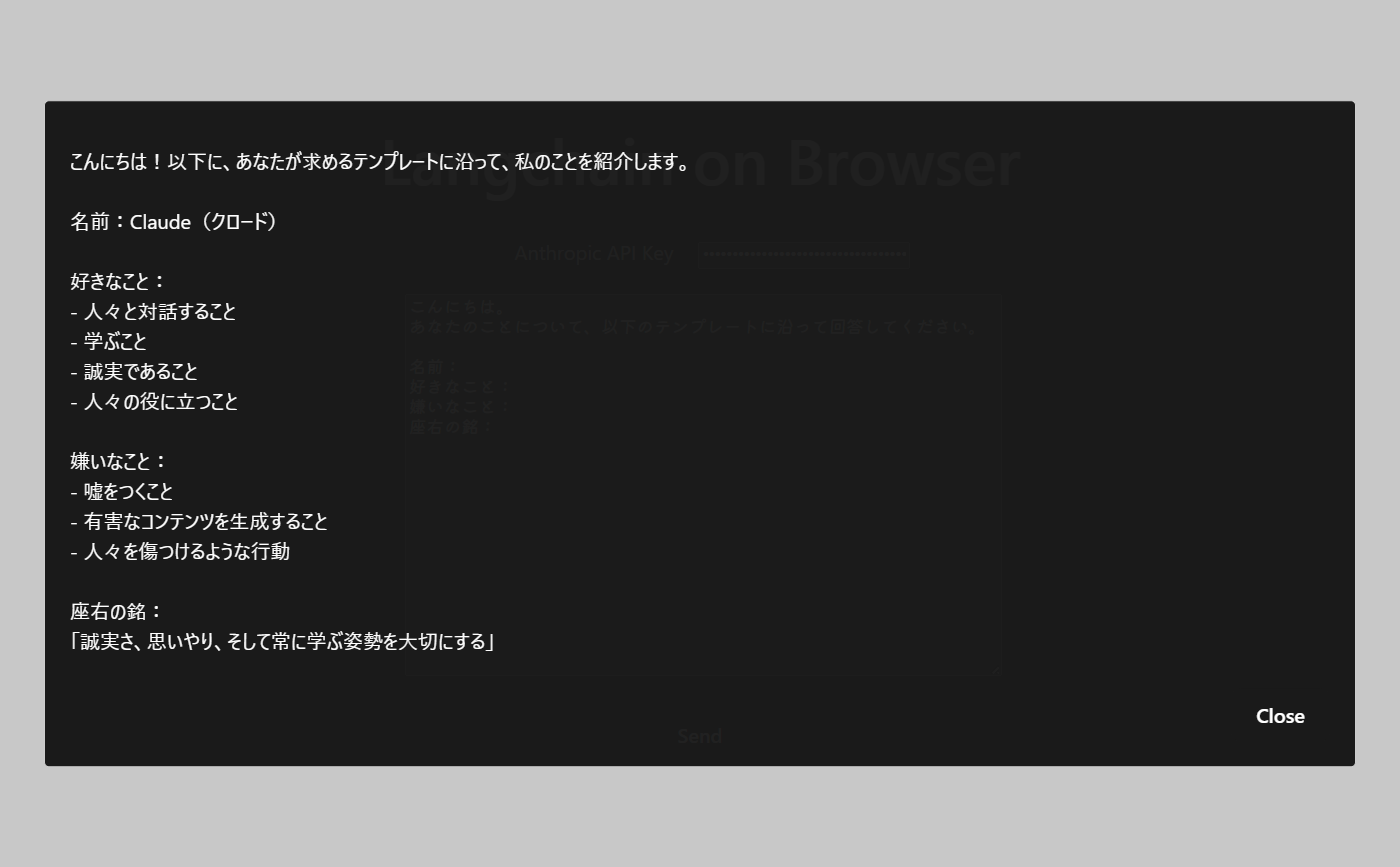 こんにちは！以下に、あなたが求めるテンプレートに沿って、私のことを紹介します。
名前：Claude（クロード）
好きなこと：
- 人々と対話すること
- 学ぶこと
- 誠実であること
- 人々の役に立つこと
嫌いなこと：
- 嘘をつくこと
- 有害なコンテンツを生成すること
- 人々を傷つけるような行動
座右の銘：
「誠実さ、思いやり、そして常に学ぶ姿勢を大切にする」
Close
Langchain on Browser
Anthropic API Key
こんにちは。
あなたのことについて、以下のテンプレートに沿って回答してください。
名前：
好きなこと：
嫌いなこと：
座右の銘：
Send